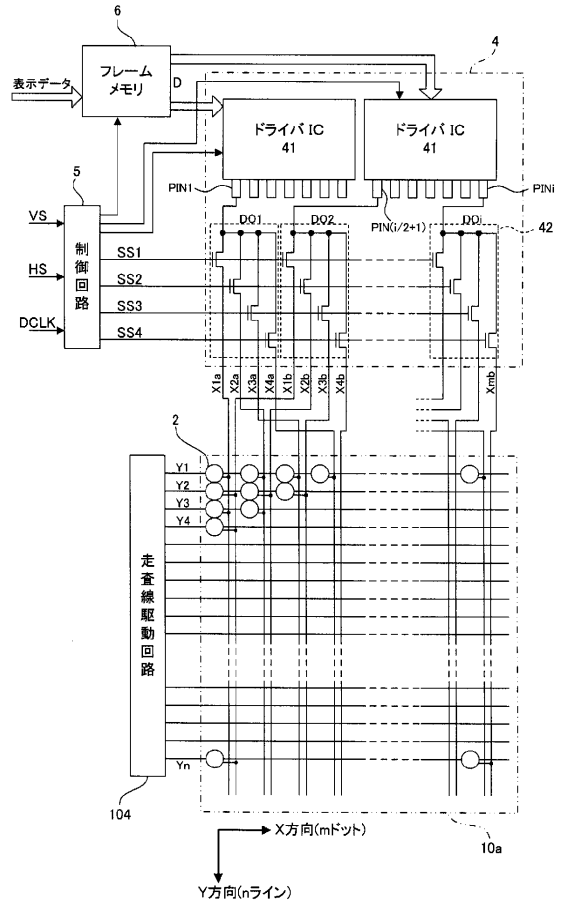 6
フレーム
メモリ
D
表示データ
4
ドライバ IC
41
ドライバ IC
41
5
PIN1
PIN(i/2+1)
PINi
VS
HS
DCLK
制御回路
SS1
SS2
SS3
SS4
DO1
DO2
DOi
42
X1a
X2a
X3a
X4a
X1b
X2b
X3b
X4b
Xmb
2
Y1
Y2
Y3
Y4
Yn
走査線駆動回路
104
10a
X方向(mドット)
Y方向(nライン)